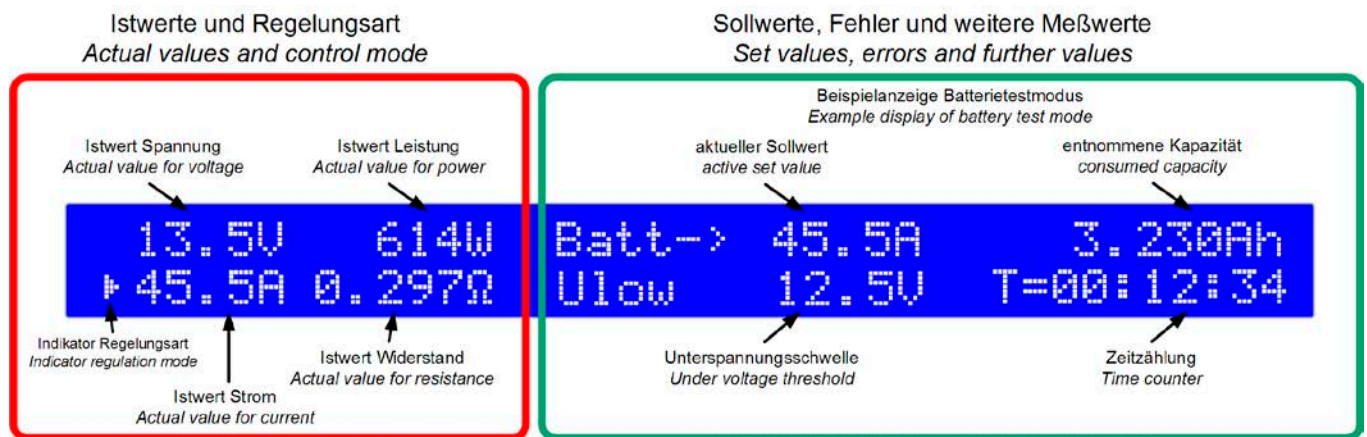 Istwerte und Regelungsart
Actual values and control mode
Sollwerte, Fehler und weitere Meßwerte
Set values, errors and further values
Beispielanzeige Batterietestmodus
Example display of battery test mode
Istwert Spannung
Actual value for voltage
Istwert Leistung
Actual value for power
aktueller Sollwert
active set value
entnommene Kapazität
consumed capacity
13.5V 614W Batt-> 45.5A 3.230Ah
45.5A 0.297Ω Ulow 12.5V T=00:12:34
Indikator Regelungsart
Indicator regulation mode
Istwert Strom
Actual value for current
Istwert Widerstand
Actual value for resistance
Unterspannungsschwelle
Under voltage threshold
Zeitzählung
Time counter